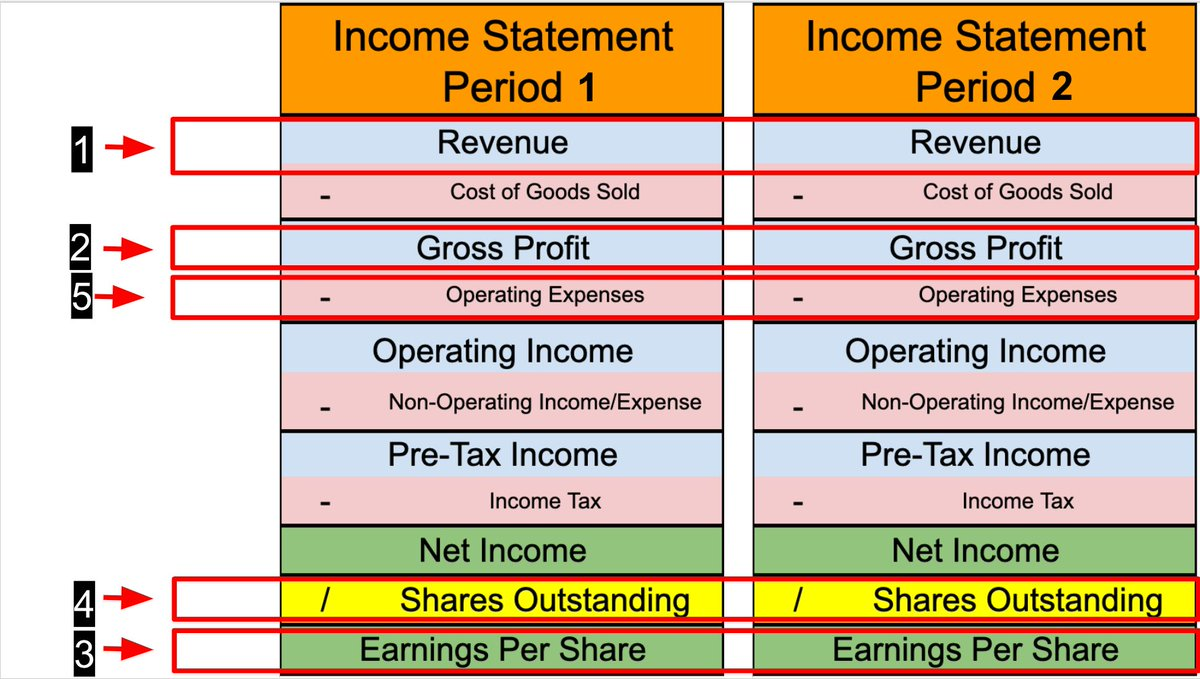 Income Statement
Period 1
Income Statement
Period 2
1
Revenue
Revenue
- Cost of Goods Sold
- Cost of Goods Sold
2
Gross Profit
Gross Profit
5
- Operating Expenses
- Operating Expenses
Operating Income
Operating Income
- Non-Operating Income/Expense
- Non-Operating Income/Expense
Pre-Tax Income
Pre-Tax Income
- Income Tax
- Income Tax
Net Income
Net Income
4
/ Shares Outstanding
/ Shares Outstanding
3
Earnings Per Share
Earnings Per Share